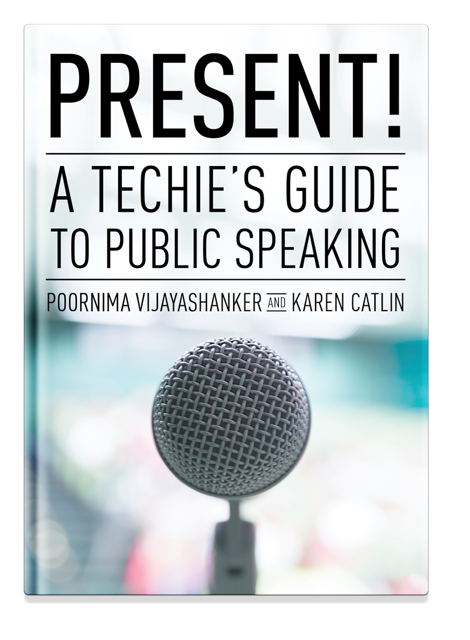 PRESENT!
A TECHIE'S GUIDE
TO PUBLIC SPEAKING
POORNIMA VIJAYASHANKER AND KAREN CATLIN